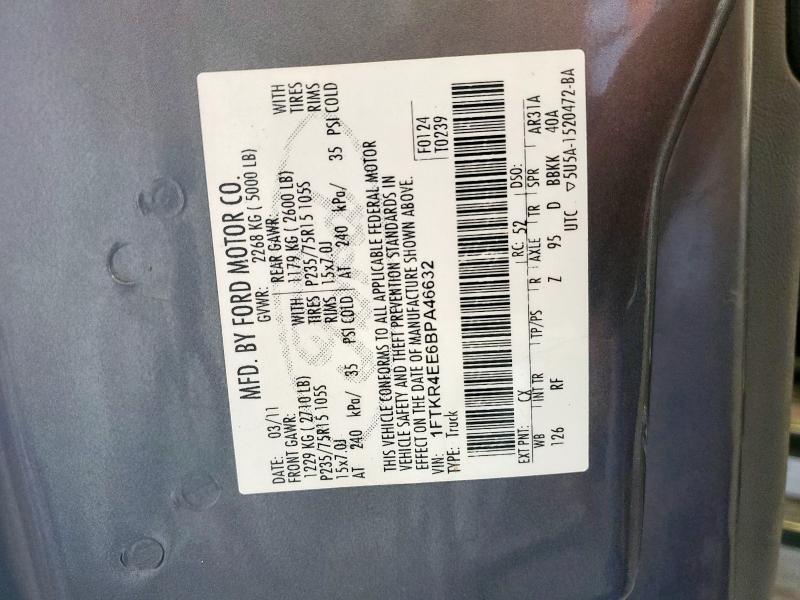 MFD. BY FORD MOTOR CO.
DATE: 03/11 GVWR: 2268 KG ( 5000 LB)
FRONT GAWR: REAR GAWR:
1229 KG ( 2710 LB) WITH 1179 KG ( 2600 LB) WITH
P235/75R15 105S TIRES P235/75R15 105S TIRES
15x7.0J RIMS 15x7.0J RIMS
AT 240 kPa/ 35 PSI COLD AT 240 kPa/ 35 PSI COLD
THIS VEHICLE CONFORMS TO ALL APPLICABLE FEDERAL MOTOR
VEHICLE SAFETY AND THEFT PREVENTION STANDARDS IN
EFFECT ON THE DATE OF MANUFACTURE SHOWN ABOVE.
VIN: 1FTKR4EE6BPA46632 F0124
TYPE: Truck T0239
EXT PNT: CX RC: 52 DSO:
WB INT TR TP/PS R AXLE TR SPR AR31A
126 RF Z 95 D BBKK 40A
UTC ▽5U5A-1520472-BA